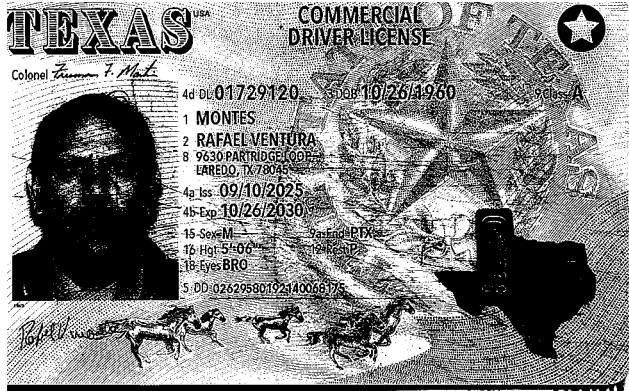 TEXAS USA
COMMERCIAL
DRIVER LICENSE
Colonel Freeman F. Martin
4d DL 01729120 3 DOB 10/26/1960 9 Class A
1 MONTES
2 RAFAEL VENTURA
8 9630 PARTRIDGE LOOP
LAREDO, TX 78045
4a Iss 09/10/2025
4b Exp 10/26/2030
15 Sex M 9a End PTX
16 Hgt 5'-06" 12 Rest P
18 Eyes BRO
5 DD 02629580192140068175